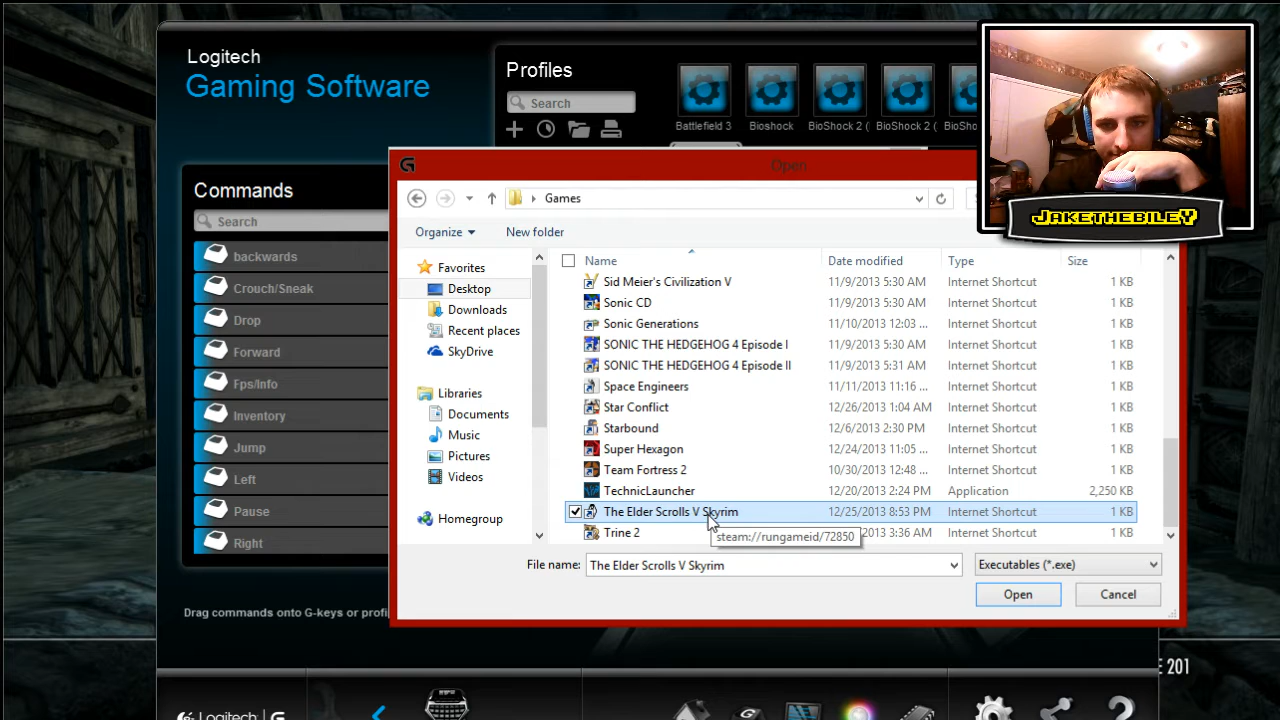 Logitech
Gaming Software
Profiles
Search
Battlefield 3
Bioshock
BioShock 2 (
BioShock 2 (
BioSho
JAKETHEBILEY
Commands
Search
backwards
Crouch/Sneak
Drop
Forward
Fps/Info
Inventory
Jump
Left
Pause
Right
Drag commands onto G-keys or profi
Open
Games
Organize
New folder
Favorites
Desktop
Downloads
Recent places
SkyDrive
Libraries
Documents
Music
Pictures
Videos
Homegroup
Name Date modified Type Size
Sid Meier's Civilization V 11/9/2013 5:30 AM Internet Shortcut 1 KB
Sonic CD 11/9/2013 5:30 AM Internet Shortcut 1 KB
Sonic Generations 11/10/2013 12:03 ... Internet Shortcut 1 KB
SONIC THE HEDGEHOG 4 Episode I 11/9/2013 5:30 AM Internet Shortcut 1 KB
SONIC THE HEDGEHOG 4 Episode II 11/9/2013 5:31 AM Internet Shortcut 1 KB
Space Engineers 11/11/2013 11:16 ... Internet Shortcut 1 KB
Star Conflict 12/26/2013 1:04 AM Internet Shortcut 1 KB
Starbound 12/6/2013 2:30 PM Internet Shortcut 1 KB
Super Hexagon 12/24/2013 11:05 ... Internet Shortcut 1 KB
Team Fortress 2 10/30/2013 12:48 ... Internet Shortcut 1 KB
TechnicLauncher 12/20/2013 2:24 PM Application 2,250 KB
The Elder Scrolls V Skyrim 12/25/2013 8:53 PM Internet Shortcut 1 KB
Trine 2 3:36 AM Internet Shortcut 1 KB
steam://rungameid/72850
File name: The Elder Scrolls V Skyrim Executables (*.exe)
Open Cancel
E 201
Logitech G